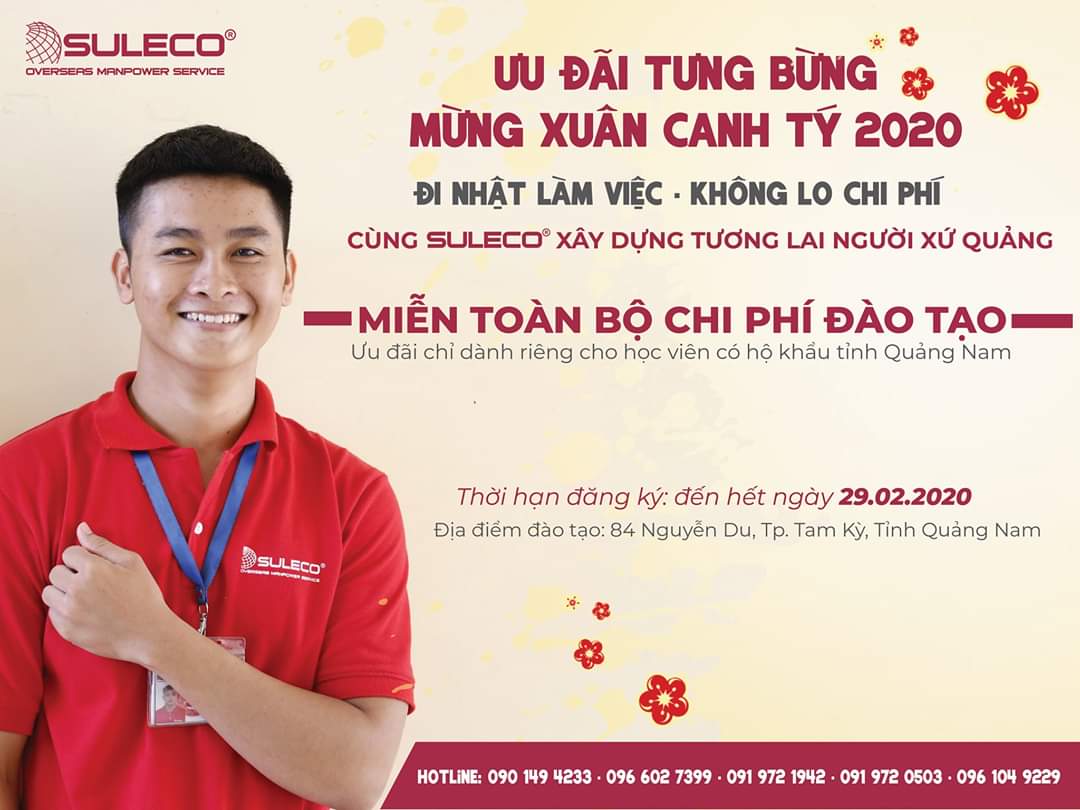 SULECO®
OVERSEAS MANPOWER SERVICE
ƯU ĐÃI TƯNG BỪNG
MỪNG XUÂN CANH TÝ 2020
ĐI NHẬT LÀM VIỆC · KHÔNG LO CHI PHÍ
CÙNG SULECO® XÂY DỰNG TƯƠNG LAI NGƯỜI XỨ QUẢNG
MIỄN TOÀN BỘ CHI PHÍ ĐÀO TẠO
Ưu đãi chỉ dành riêng cho học viên có hộ khẩu tỉnh Quảng Nam
Thời hạn đăng ký: đến hết ngày 29.02.2020
Địa điểm đào tạo: 84 Nguyễn Du, Tp. Tam Kỳ, Tỉnh Quảng Nam
SULECO®
OVERSEAS MANPOWER SERVICE
HOTLINE: 090 149 4233 · 096 602 7399 · 091 972 1942 · 091 972 0503 · 096 104 9229